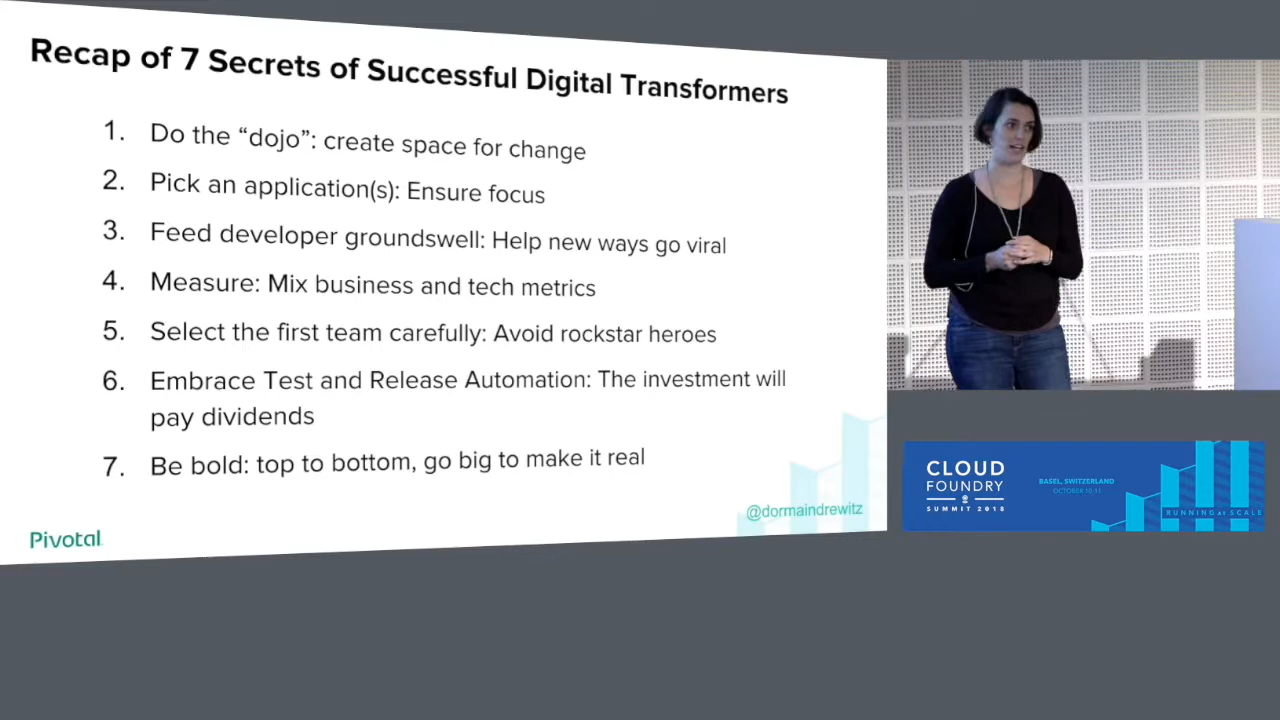 Recap of 7 Secrets of Successful Digital Transformers
1. Do the “dojo”: create space for change
2. Pick an application(s): Ensure focus
3. Feed developer groundswell: Help new ways go viral
4. Measure: Mix business and tech metrics
5. Select the first team carefully: Avoid rockstar heroes
6. Embrace Test and Release Automation: The investment will
pay dividends
7. Be bold: top to bottom, go big to make it real
@dormaindrewitz
Pivotal
CLOUD
FOUNDRY
SUMMIT 2018
BASEL, SWITZERLAND
OCTOBER 10-11
RUNNING AT SCALE